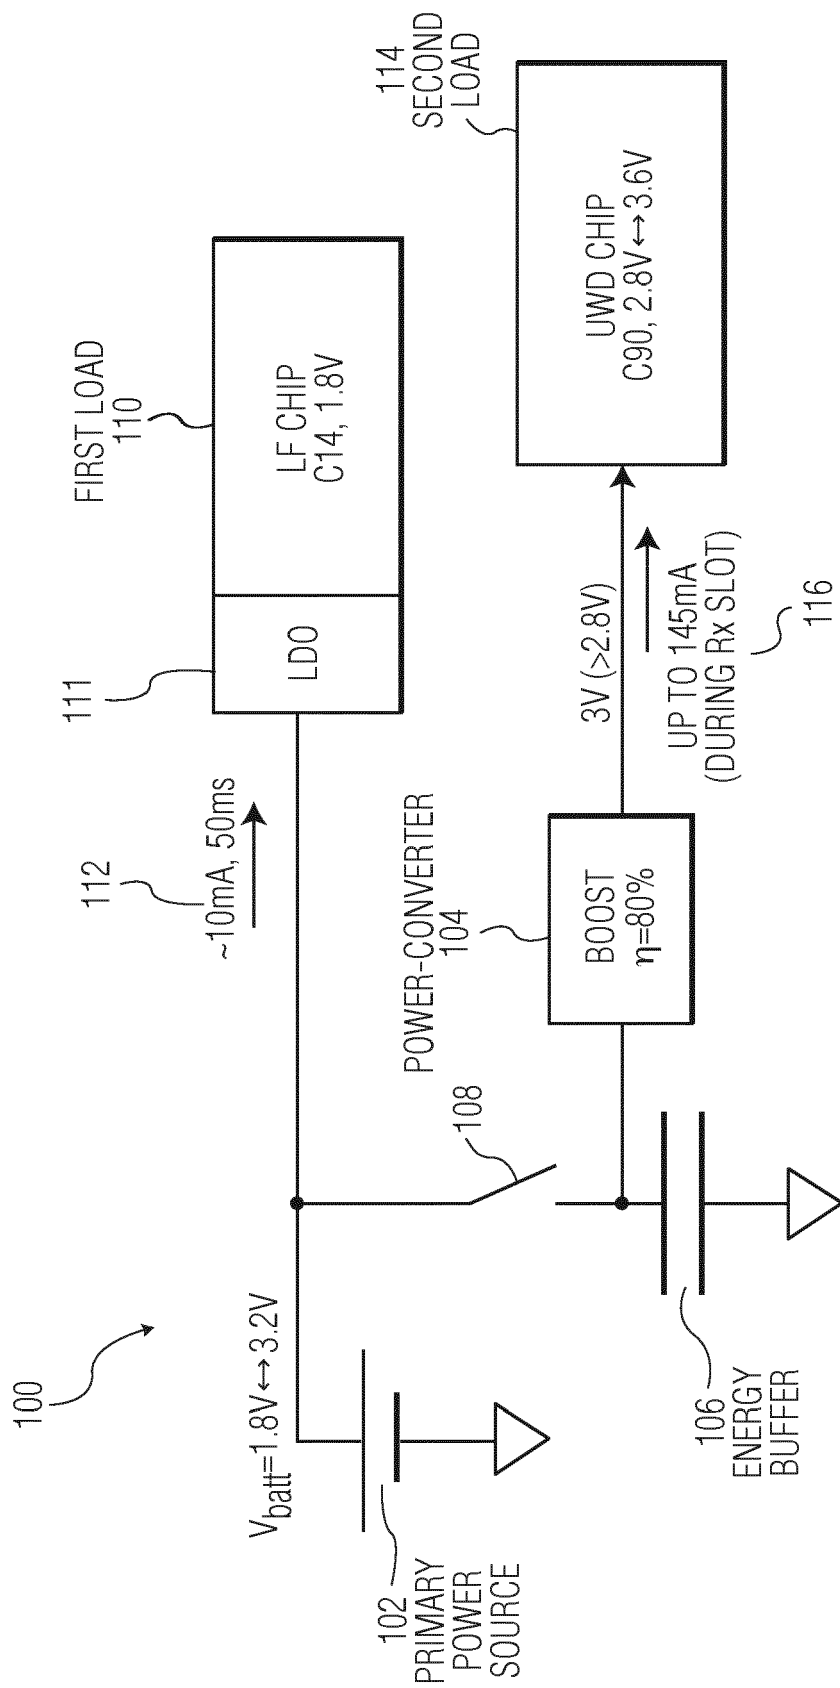 100
V_batt=1.8V↔3.2V
102
PRIMARY
POWER
SOURCE
108
106
ENERGY
BUFFER
112
~10mA, 50ms
POWER-CONVERTER
104
BOOST
η=80%
111
LDO
FIRST LOAD
110
LF CHIP
C14, 1.8V
3V (>2.8V)
UP TO 145mA
(DURING Rx SLOT)
116
114
SECOND
LOAD
UWD CHIP
C90, 2.8V↔3.6V